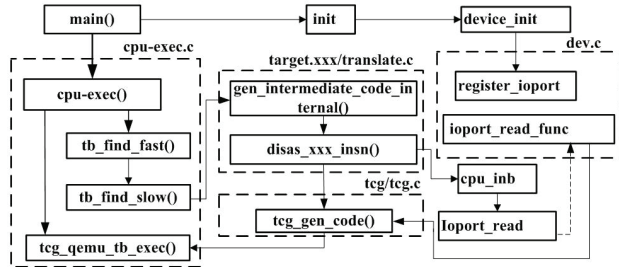 main()
init
device_init
cpu-exec.c
target.xxx/translate.c
dev.c
cpu-exec()
gen_intermediate_code_in
ternal()
register_ioport
tb_find_fast()
disas_xxx_insn()
ioport_read_func
tb_find_slow()
tcg/tcg.c
cpu_inb
tcg_gen_code()
Ioport_read
tcg_qemu_tb_exec()